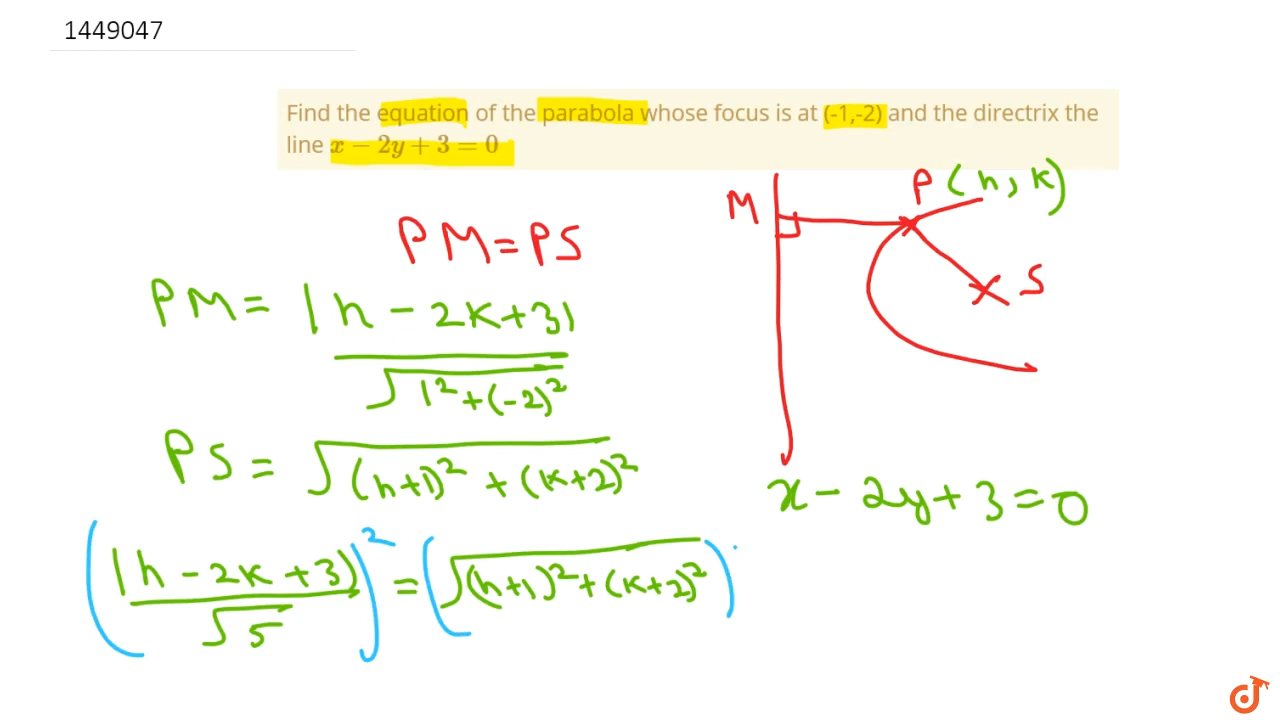 1449047
Find the equation of the parabola whose focus is at (-1,-2) and the directrix the
line x − 2y + 3 = 0
P (h, k)
M
PM = PS
S
PM = |h − 2k + 3|
√1² + (−2)²
PS = √(h+1)² + (k+2)²
x − 2y + 3 = 0
(|h − 2k + 3|)² = (√(h+1)² + (k+2)²)
√5